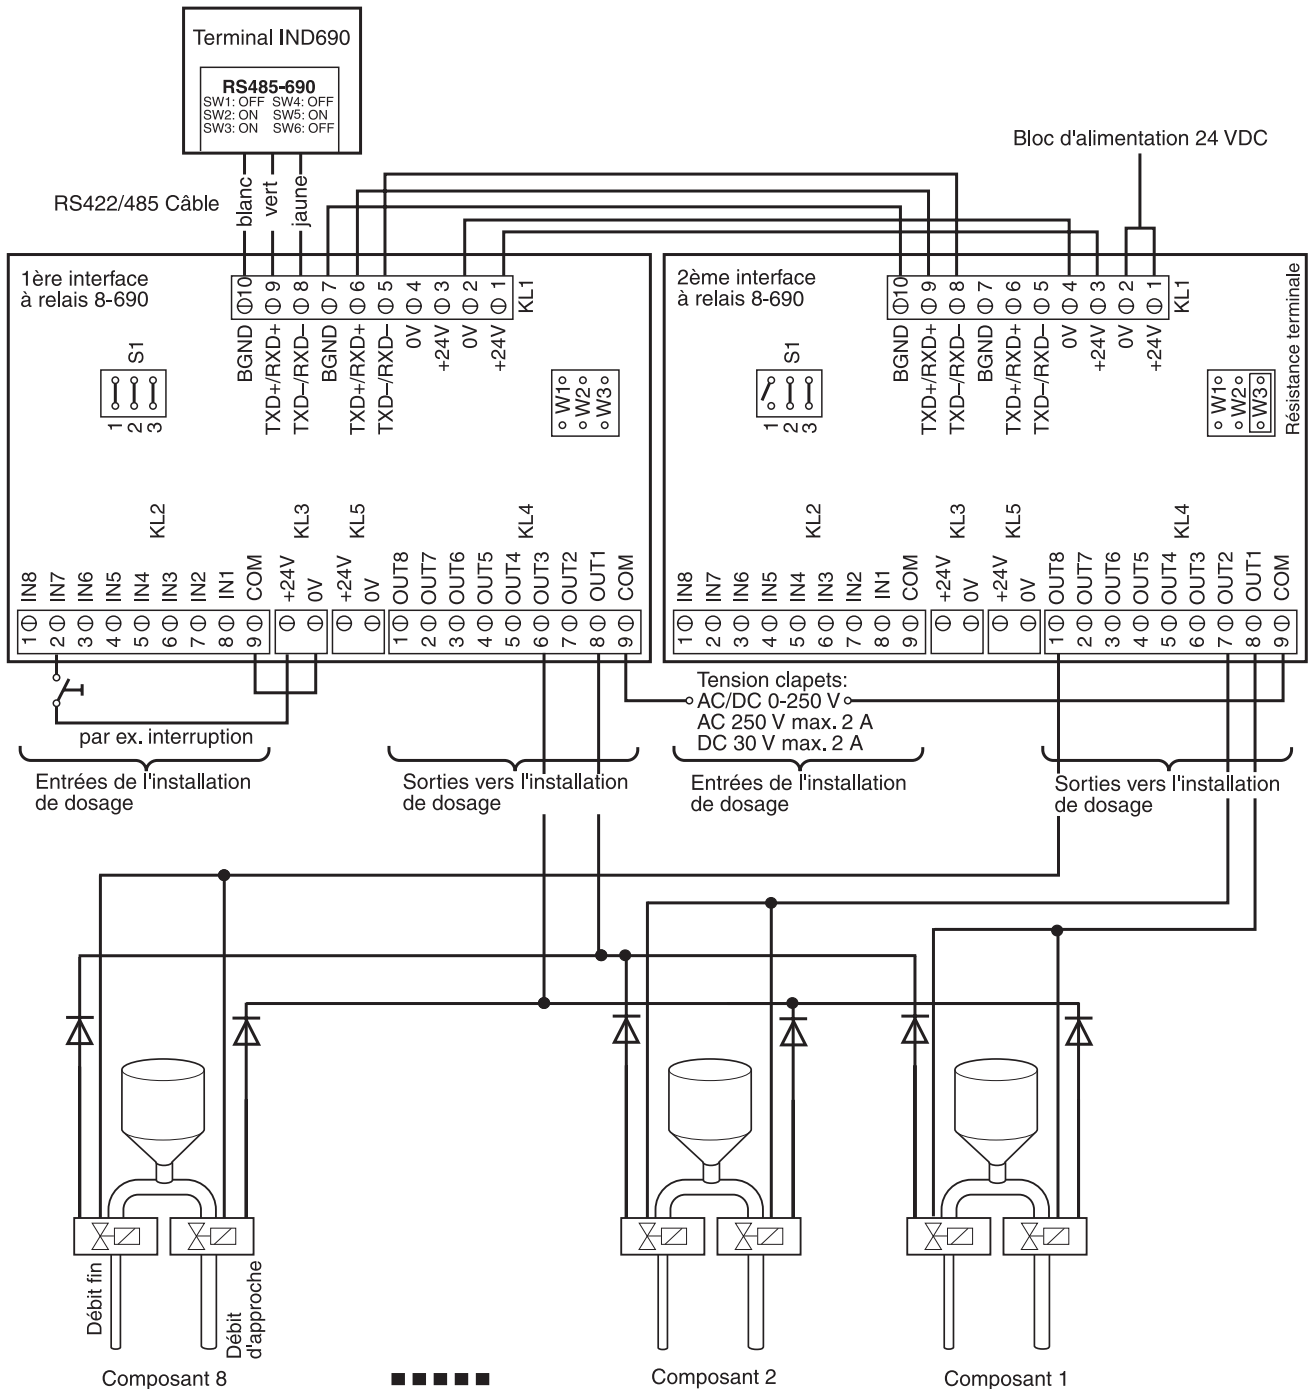 Terminal IND690
RS485-690
SW1: OFF SW4: OFF
SW2: ON SW5: ON
SW3: ON SW6: OFF
Bloc d'alimentation 24 VDC
RS422/485 Câble
blanc
vert
jaune
1ère interface
à relais 8-690
10 9 8 7 6 5 4 3 2 1
KL1
BGND
TXD+/RXD+
TXD–/RXD–
BGND
TXD+/RXD+
TXD–/RXD–
0V
+24V
0V
+24V
S1
1 2 3
W1
W2
W3
KL2
KL3
KL5
KL4
IN8
IN7
IN6
IN5
IN4
IN3
IN2
IN1
COM
+24V
0V
+24V
0V
OUT8
OUT7
OUT6
OUT5
OUT4
OUT3
OUT2
OUT1
COM
1 2 3 4 5 6 7 8 9
1 2 3 4 5 6 7 8 9
2ème interface
à relais 8-690
10 9 8 7 6 5 4 3 2 1
KL1
BGND
TXD+/RXD+
TXD–/RXD–
BGND
TXD+/RXD+
TXD–/RXD–
0V
+24V
0V
+24V
S1
1 2 3
W1
W2
W3
Résistance terminale
KL2
KL3
KL5
KL4
IN8
IN7
IN6
IN5
IN4
IN3
IN2
IN1
COM
+24V
0V
+24V
0V
OUT8
OUT7
OUT6
OUT5
OUT4
OUT3
OUT2
OUT1
COM
1 2 3 4 5 6 7 8 9
1 2 3 4 5 6 7 8 9
par ex. interruption
Tension clapets:
AC/DC 0-250 V
AC 250 V max. 2 A
DC 30 V max. 2 A
Entrées de l'installation
de dosage
Sorties vers l'installation
de dosage
Entrées de l'installation
de dosage
Sorties vers l'installation
de dosage
Débit fin
Débit
d'approche
Composant 8
Composant 2
Composant 1